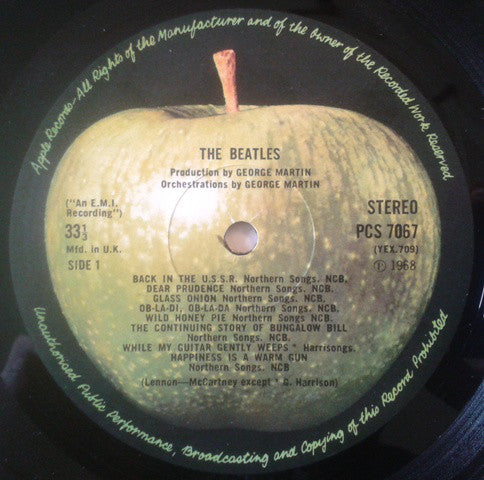 Apple Records—All Rights of the Manufacturer and of the Owner of the Recorded Work Reserved
THE BEATLES
Production by GEORGE MARTIN
Orchestrations by GEORGE MARTIN
("An E.M.I.
Recording")
33⅓
Mfd. in U.K.
SIDE 1
STEREO
PCS 7067
(YEX.709)
Ⓟ 1968
BACK IN THE U.S.S.R. Northern Songs. NCB.
DEAR PRUDENCE Northern Songs. NCB.
GLASS ONION Northern Songs. NCB.
OB-LA-DI, OB-LA-DA Northern Songs. NCB.
WILD HONEY PIE Northern Songs NCB
THE CONTINUING STORY OF BUNGALOW BILL
Northern Songs. NCB.
WHILE MY GUITAR GENTLY WEEPS * Harrisongs.
HAPPINESS IS A WARM GUN
Northern Songs. NCB
(Lennon—McCartney except * G. Harrison)
Unauthorised Public Performance, Broadcasting and Copying of this Record Prohibited